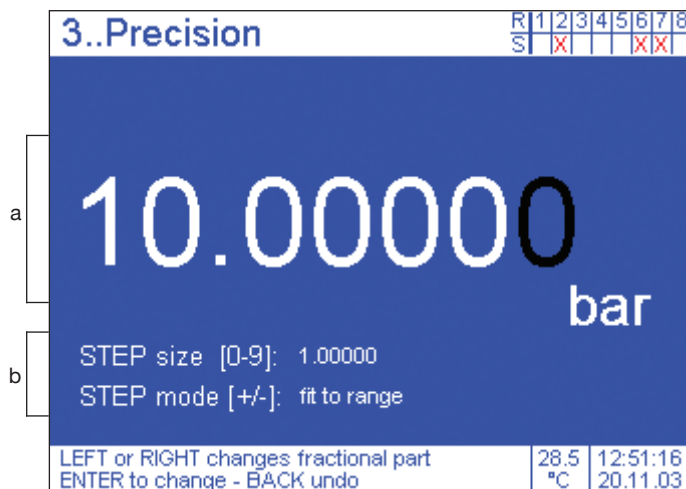 3..Precision
R 1 2 3 4 5 6 7 8
S X X X
a
10.00000
bar
b
STEP size [0-9]: 1.00000
STEP mode [+/-]: fit to range
LEFT or RIGHT changes fractional part 28.5 12:51:16
ENTER to change - BACK undo °C 20.11.03